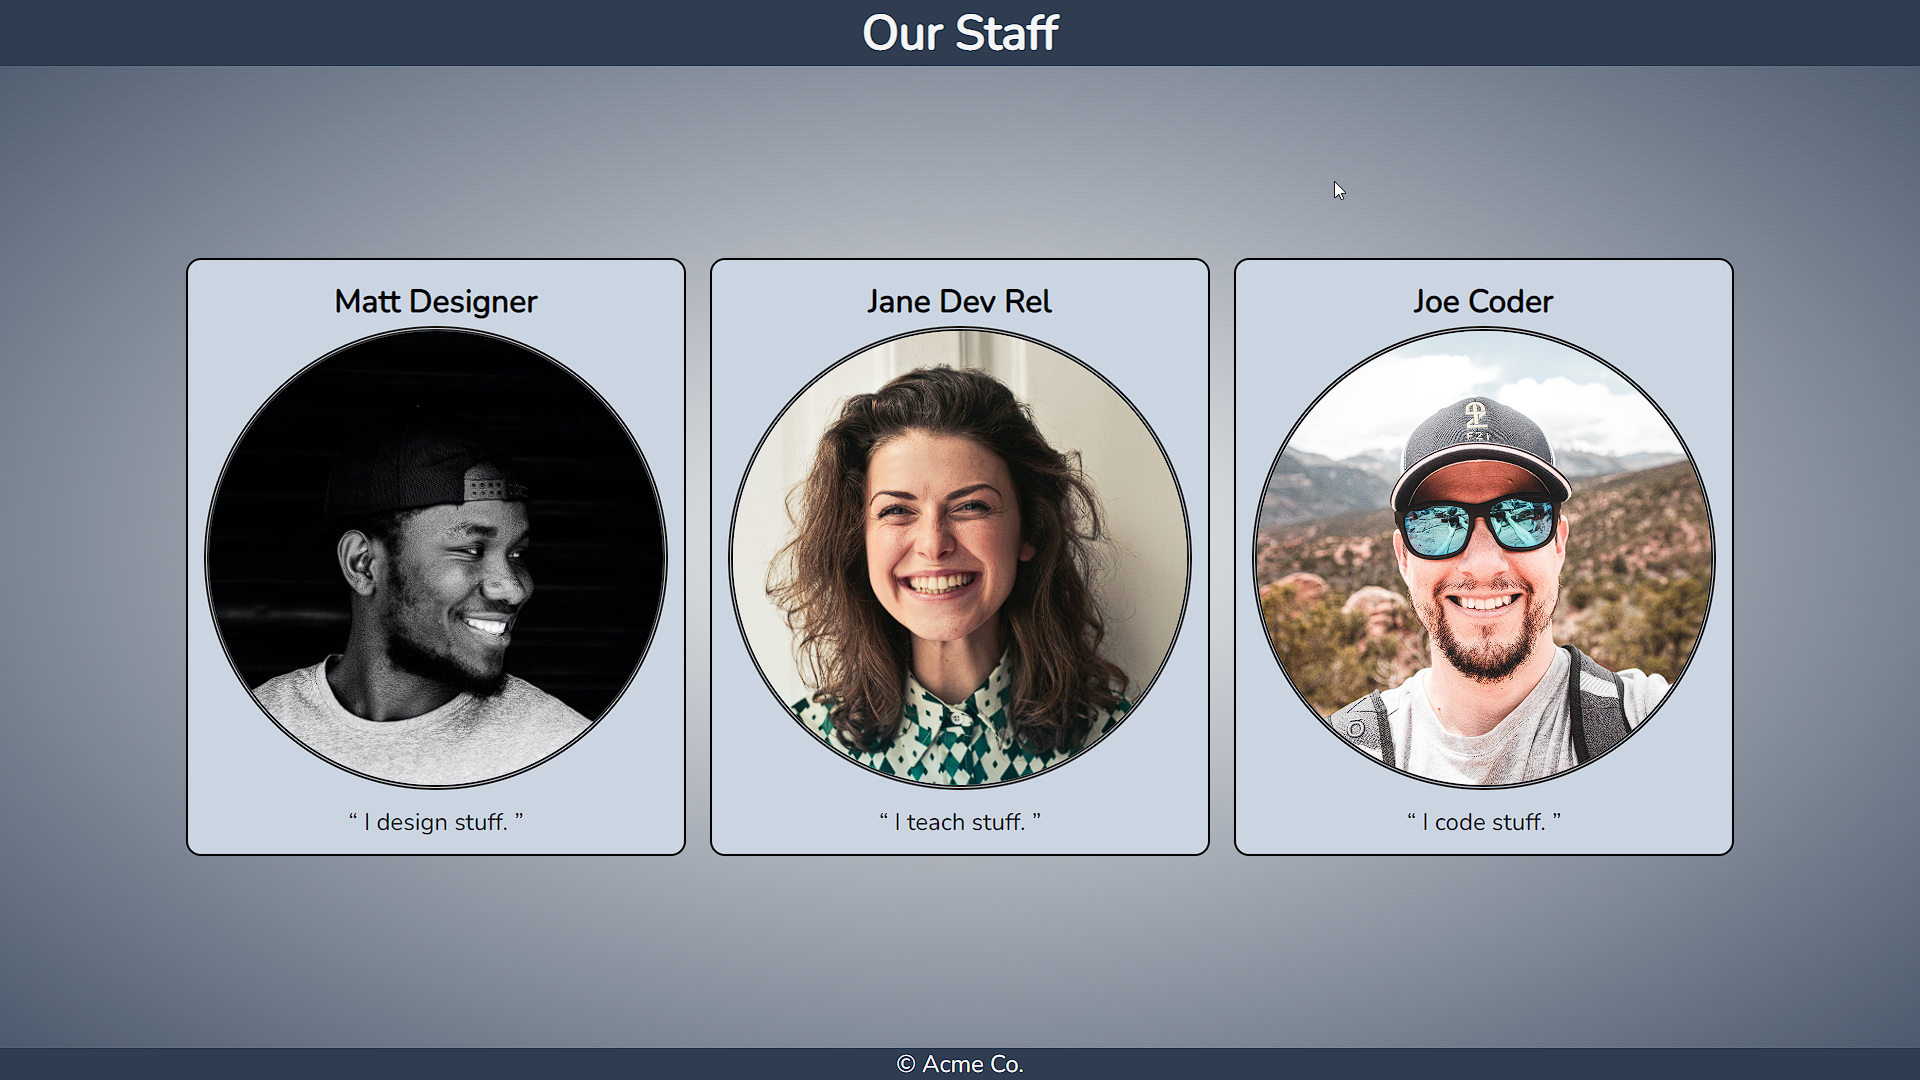 Our Staff
Matt Designer
“ I design stuff. ”
Jane Dev Rel
“ I teach stuff. ”
Joe Coder
“ I code stuff. ”
© Acme Co.